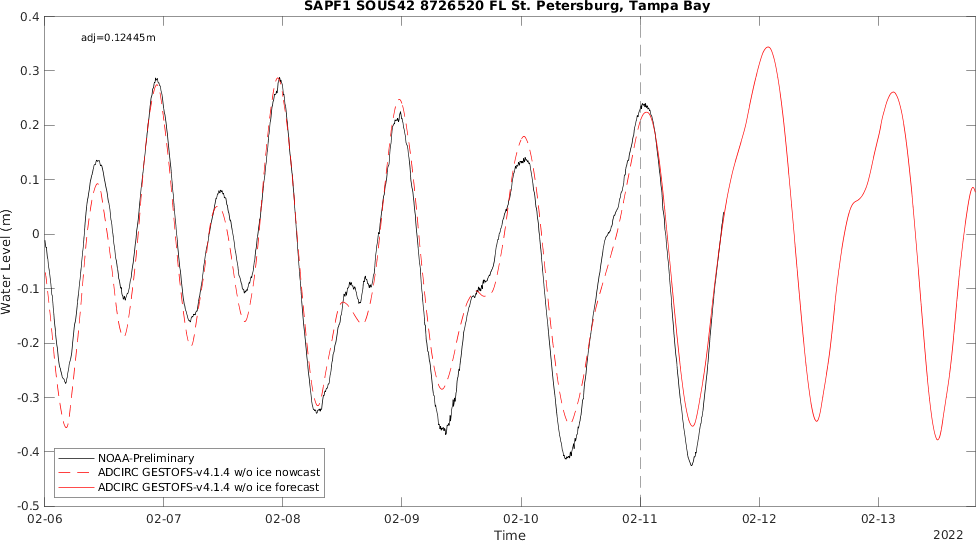 SAPF1 SOUS42 8726520 FL St. Petersburg, Tampa Bay
adj=0.12445m
0.4
0.3
0.2
0.1
0
-0.1
-0.2
-0.3
-0.4
-0.5
Water Level (m)
NOAA-Preliminary
ADCIRC GESTOFS-v4.1.4 w/o ice nowcast
ADCIRC GESTOFS-v4.1.4 w/o ice forecast
02-06 02-07 02-08 02-09 02-10 02-11 02-12 02-13
Time
2022